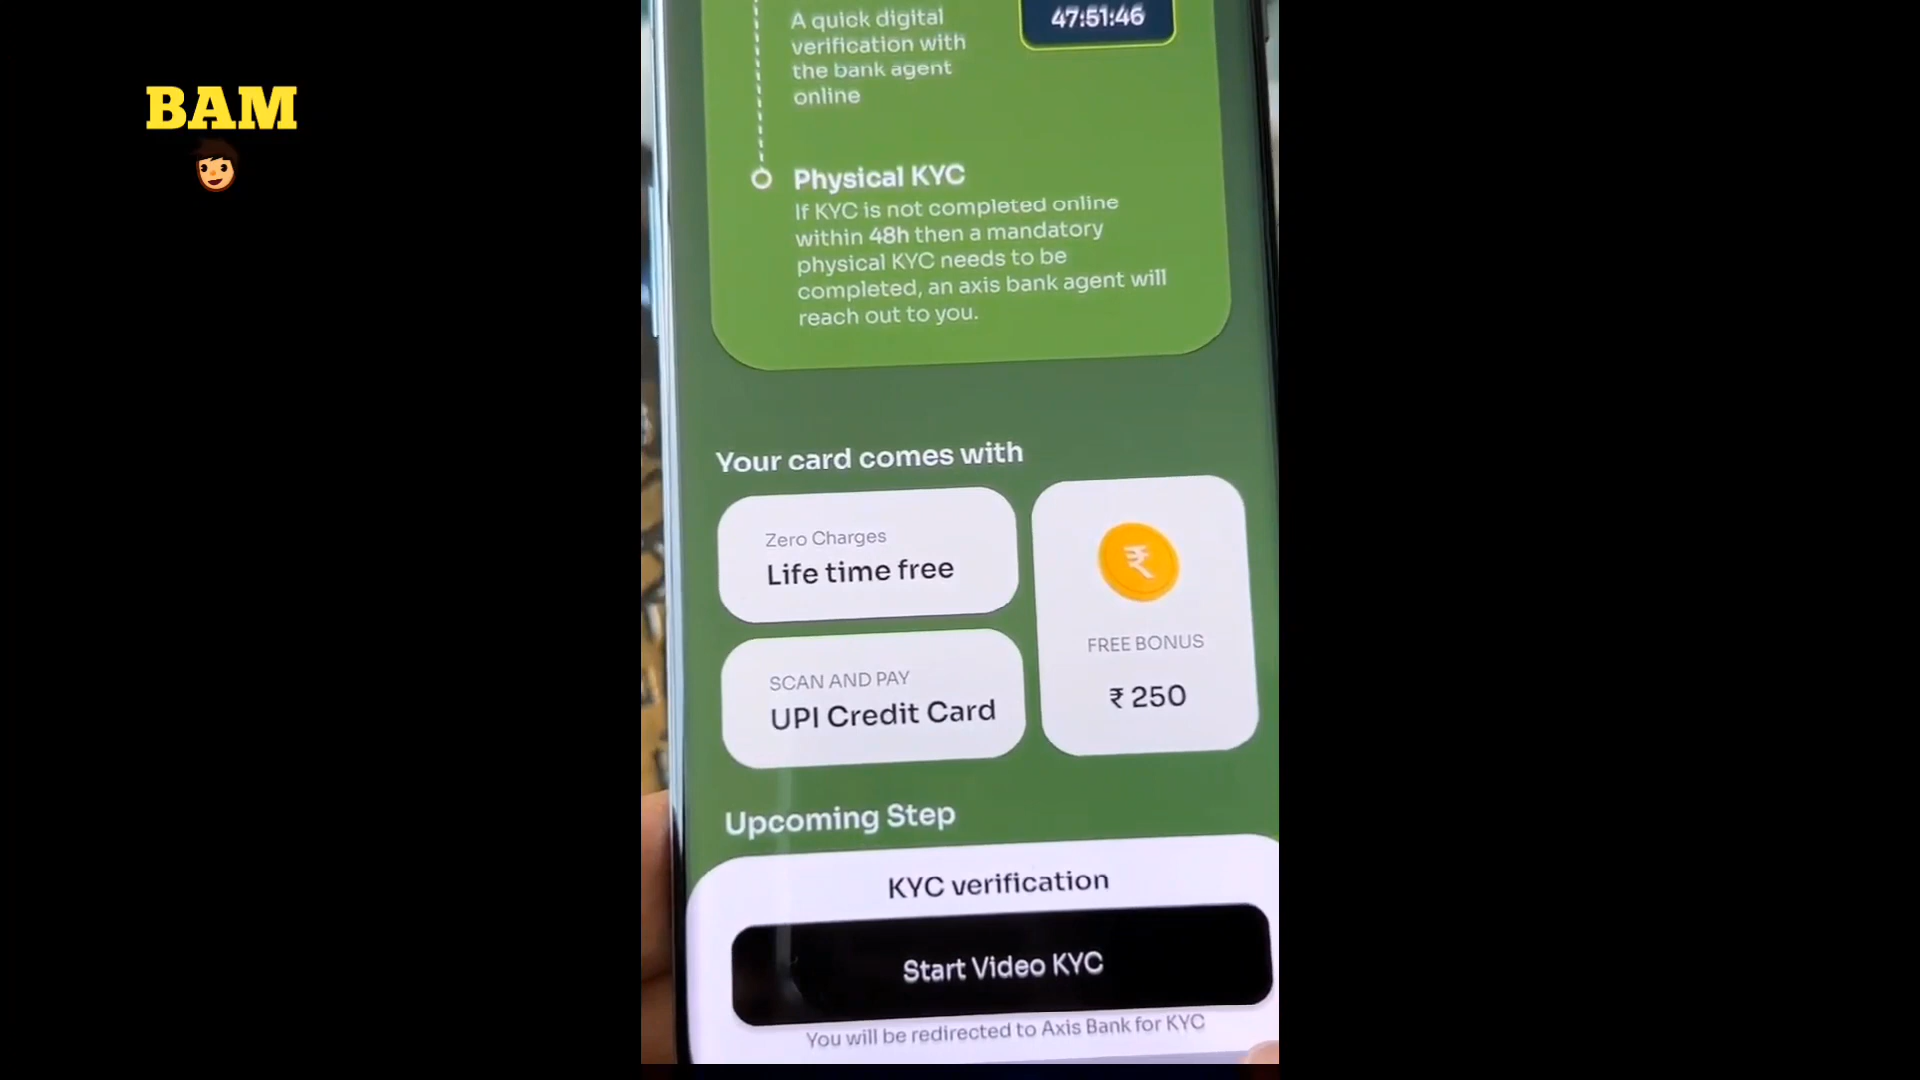 BAM
A quick digital
verification with
the bank agent
online
47:51:46
Physical KYC
If KYC is not completed online
within 48h then a mandatory
physical KYC needs to be
completed, an axis bank agent will
reach out to you.
Your card comes with
Zero Charges
Life time free
₹
FREE BONUS
₹ 250
SCAN AND PAY
UPI Credit Card
Upcoming Step
KYC verification
Start Video KYC
You will be redirected to Axis Bank for KYC